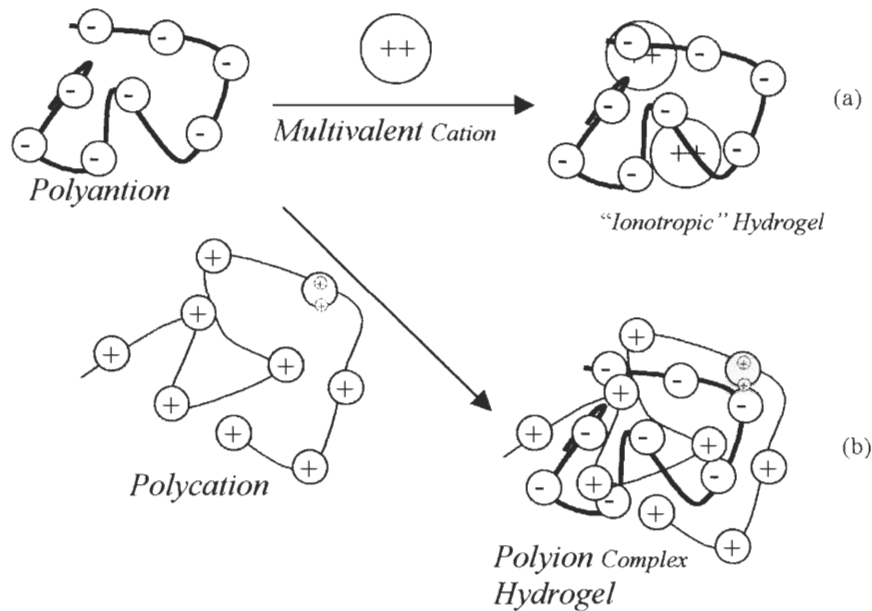 ++
Multivalent Cation
Polyantion
- - - - - - - - -
++
++
(a)
"Ionotropic" Hydrogel
+ + + + + + + +
+
+
Polycation
(b)
Polyion Complex
Hydrogel